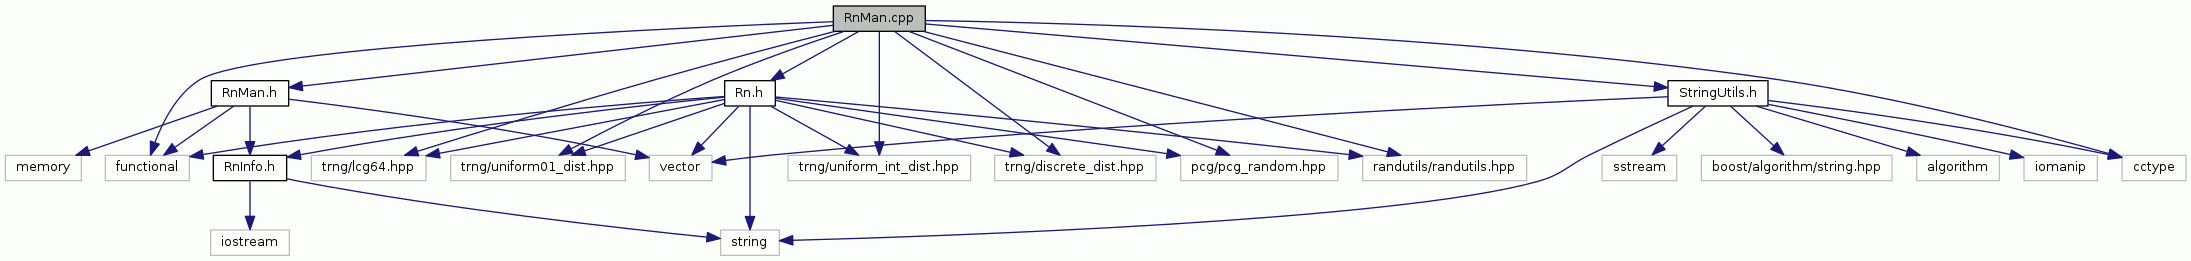 RnMan.cpp
RnMan.h
Rn.h
StringUtils.h
memory
functional
RnInfo.h
trng/lcg64.hpp
trng/uniform01_dist.hpp
vector
trng/uniform_int_dist.hpp
trng/discrete_dist.hpp
pcg/pcg_random.hpp
randutils/randutils.hpp
sstream
boost/algorithm/string.hpp
algorithm
iomanip
cctype
iostream
string